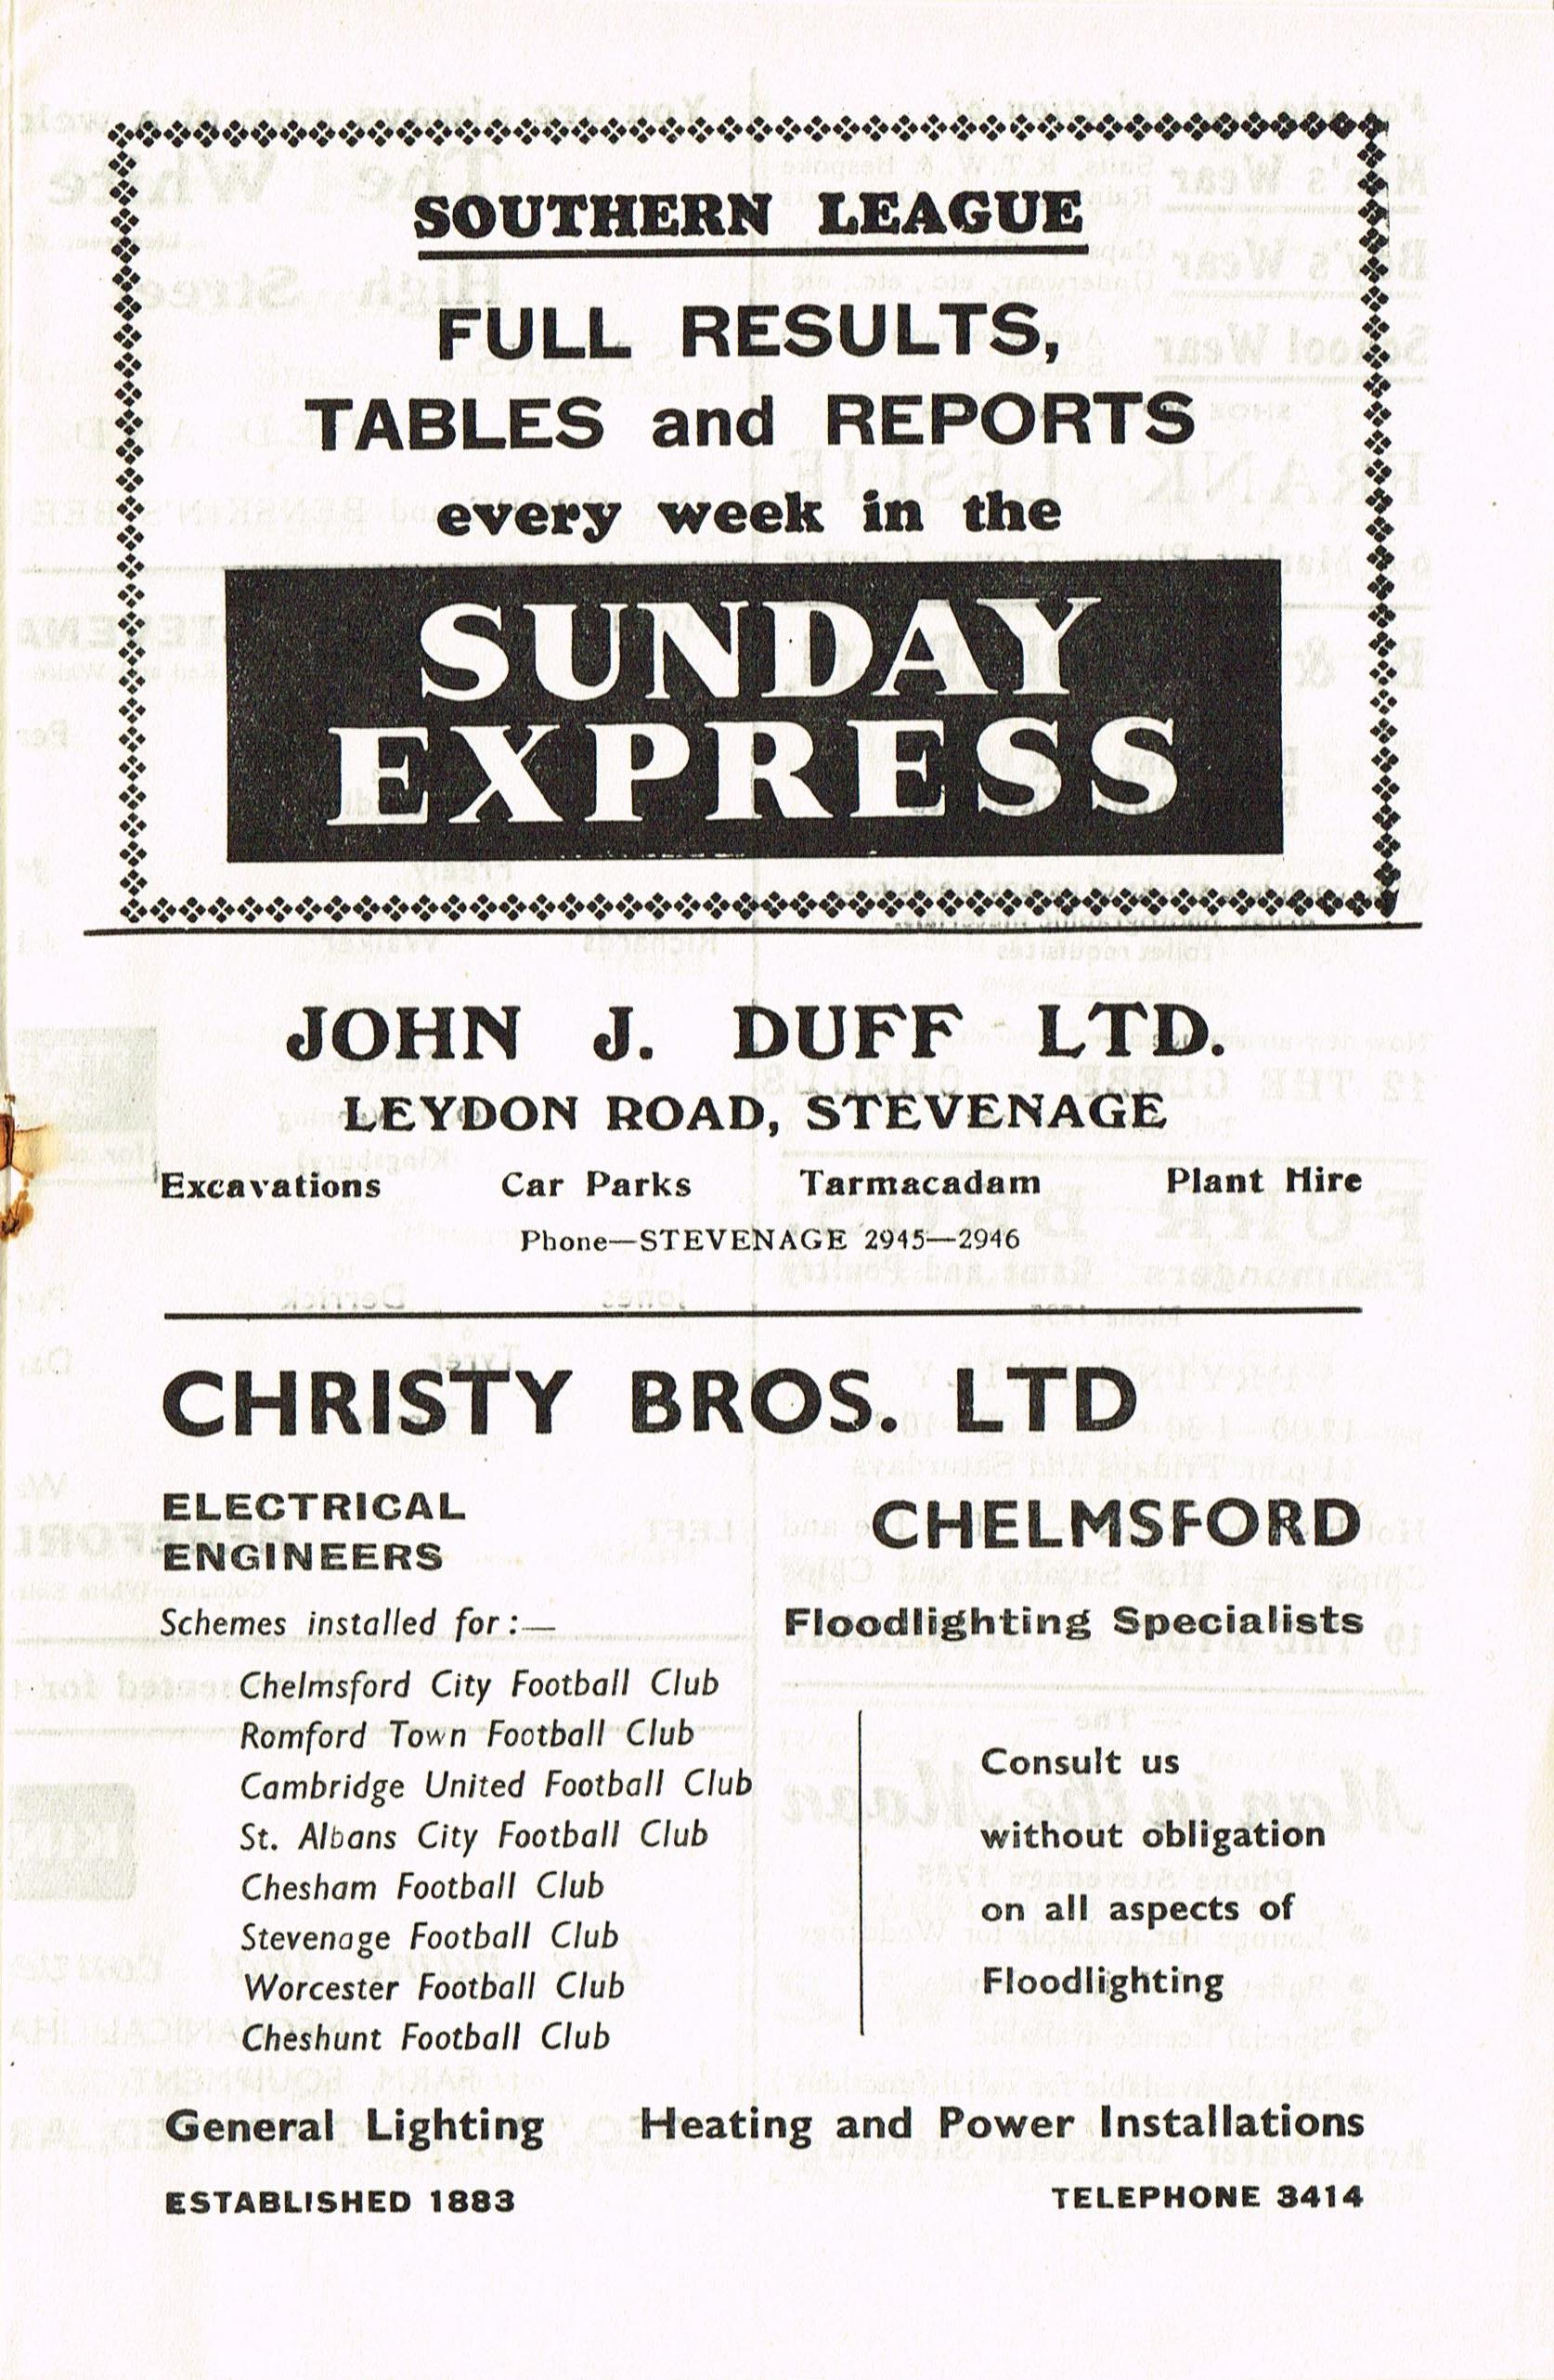 SOUTHERN LEAGUE
FULL RESULTS,
TABLES and REPORTS
every week in the
SUNDAY
EXPRESS
JOHN J. DUFF LTD.
LEYDON ROAD, STEVENAGE
Excavations Car Parks Tarmacadam Plant Hire
Phone—STEVENAGE 2945—2946
CHRISTY BROS. LTD
ELECTRICAL
ENGINEERS
CHELMSFORD
Schemes installed for :—
Floodlighting Specialists
Chelmsford City Football Club
Romford Town Football Club
Cambridge United Football Club
St. Albans City Football Club
Chesham Football Club
Stevenage Football Club
Worcester Football Club
Cheshunt Football Club
Consult us
without obligation
on all aspects of
Floodlighting
General Lighting Heating and Power Installations
ESTABLISHED 1883 TELEPHONE 3414